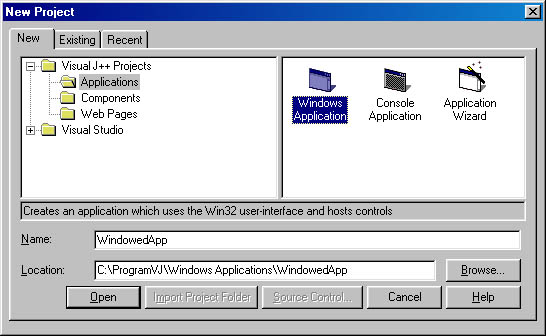 New Project
New
Existing
Recent
Visual J++ Projects
Applications
Components
Web Pages
Visual Studio
Windows
Application
Console
Application
Application
Wizard
Creates an application which uses the Win32 user-interface and hosts controls
Name:
WindowedApp
Location:
C:\ProgramVJ\Windows Applications\WindowedApp
Browse...
Open
Import Project Folder
Source Control...
Cancel
Help